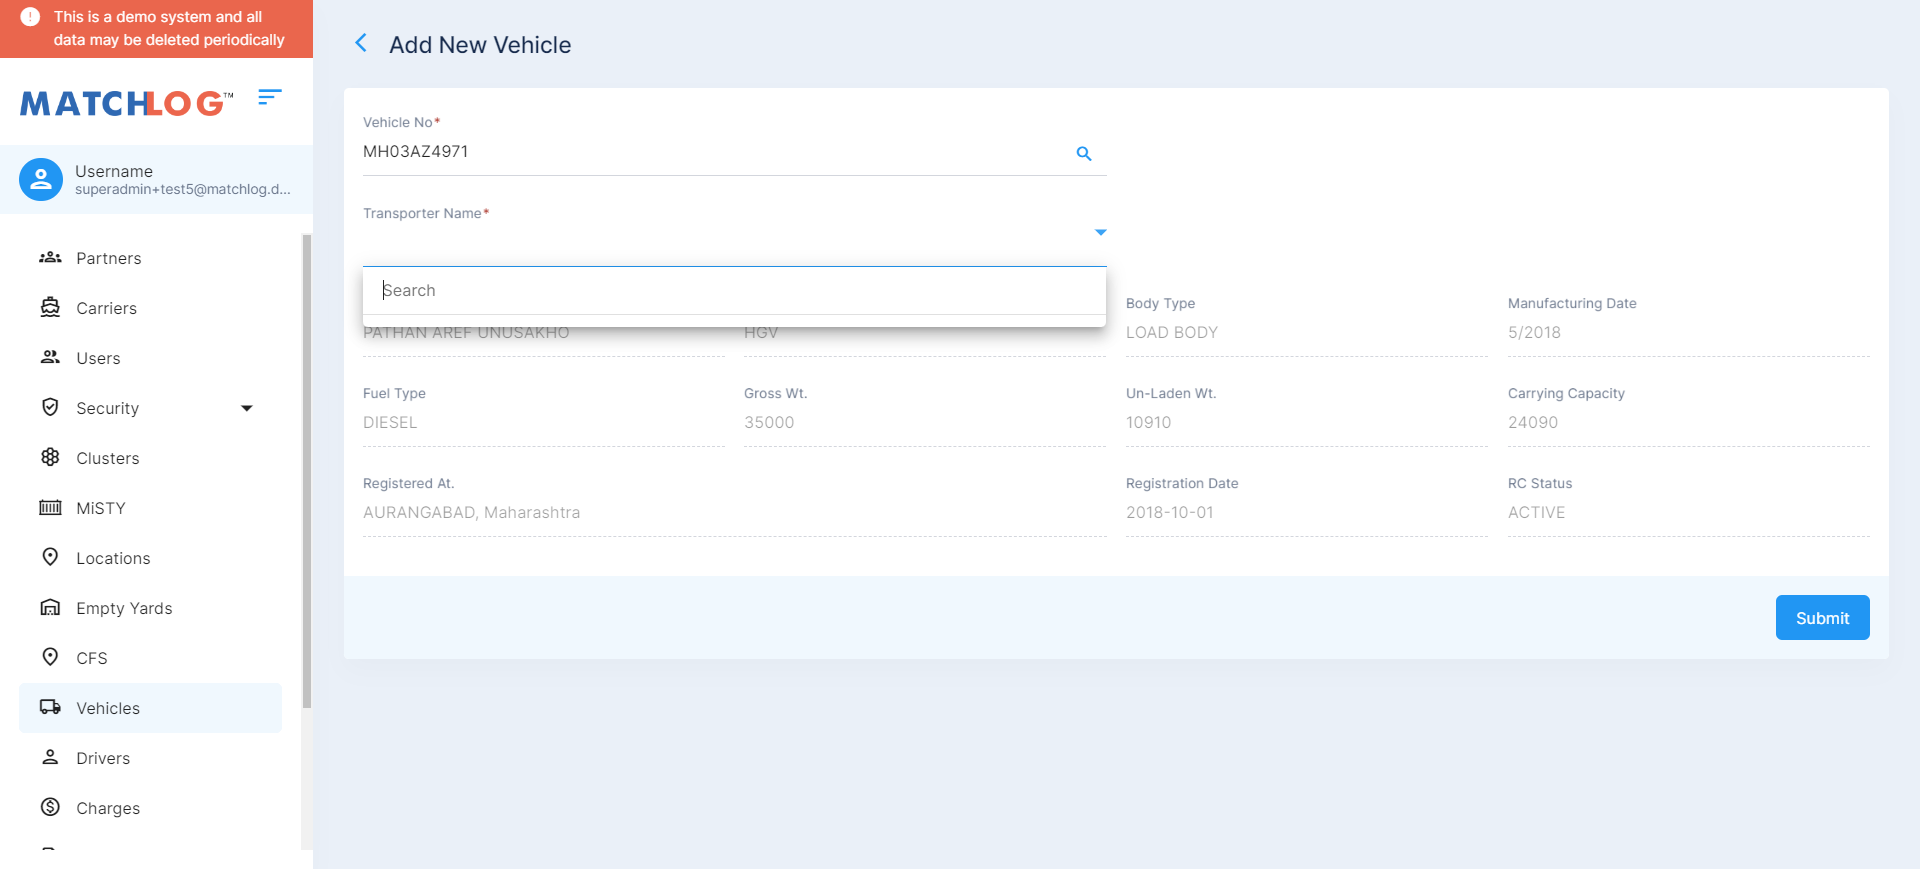 This is a demo system and all
data may be deleted periodically
MATCHLOG™
Username
superadmin+test5@matchlog.d...
Partners
Carriers
Users
Security
Clusters
MiSTY
Locations
Empty Yards
CFS
Vehicles
Drivers
Charges
Add New Vehicle
Vehicle No*
MH03AZ4971
Transporter Name*
Search
Body Type
Manufacturing Date
PATHAN AREF UNUSAKHO
HGV
LOAD BODY
5/2018
Fuel Type
Gross Wt.
Un-Laden Wt.
Carrying Capacity
DIESEL
35000
10910
24090
Registered At.
Registration Date
RC Status
AURANGABAD, Maharashtra
2018-10-01
ACTIVE
Submit